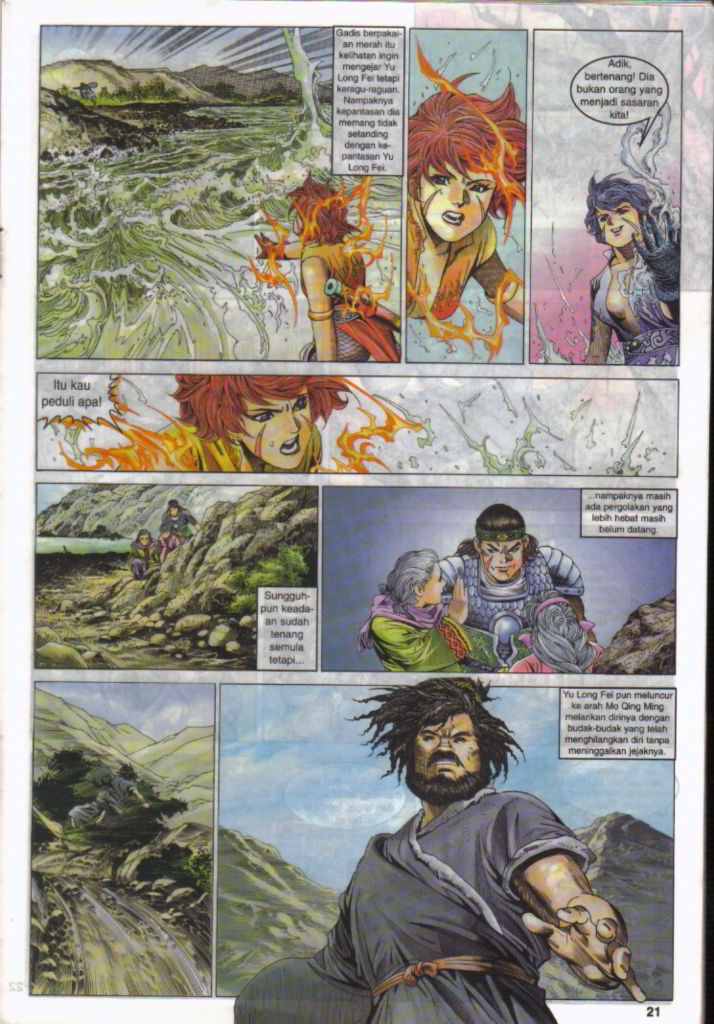 Gadis berpakai-
an merah itu
kelihatan ingin
mengejar Yu
Long Fei tetapi
keragu-raguan.
Nampaknya
kepantasan dia
memang tidak
setanding
dengan ke-
pantasan Yu
Long Fei.
Adik,
bertenang! Dia
bukan orang yang
menjadi sasaran
kita!
Itu kau
peduli apa!
Sungguh-
pun keada-
an sudah
tenang
semula
tetapi...
...nampaknya masih
ada pergolakan yang
lebih hebat masih
belum datang.
Yu Long Fei pun meluncur
ke arah Mo Qing Ming
melarikan dirinya dengan
budak-budak yang telah
menghilangkan diri tanpa
meninggalkan jejaknya.
22
21